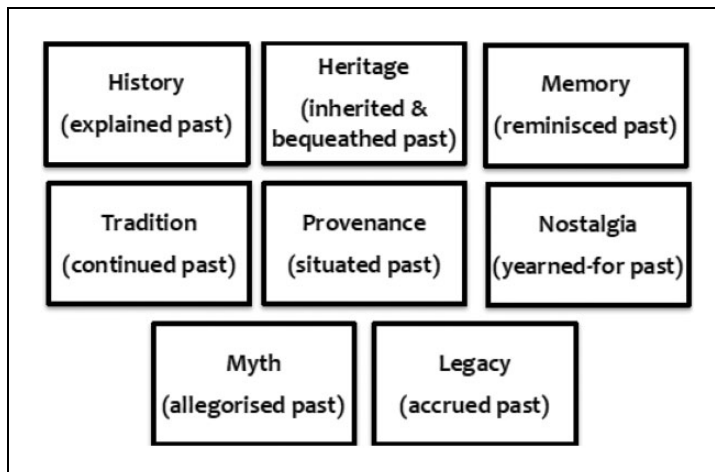 History
(explained past)
Heritage
(inherited &
bequeathed past)
Memory
(reminisced past)
Tradition
(continued past)
Provenance
(situated past)
Nostalgia
(yearned-for past)
Myth
(allegorised past)
Legacy
(accrued past)